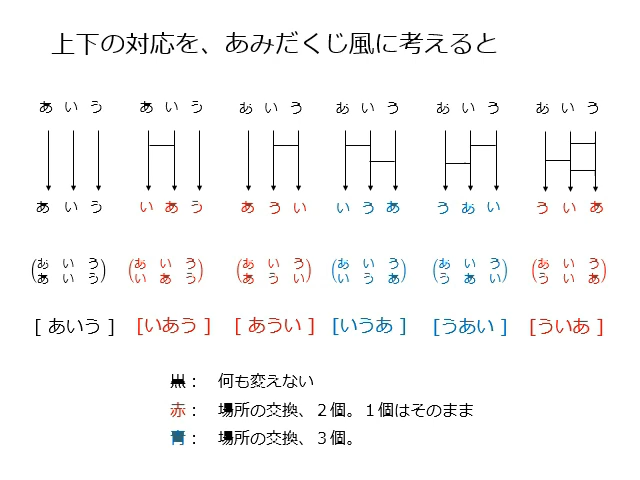 上下の対応を、あみだくじ風に考えると
あ い う あ い う あ い う あ い う あ い う あ い う
あ い う い あ う あ う い い う あ う あ い う い あ
(あ い う) (あ い う) (あ い う) (あ い う) (あ い う) (あ い う)
(あ い う) (い あ う) (あ う い) (い う あ) (う あ い) (う い あ)
[ あいう ] [いあう ] [ あうい ] [いうあ ] [うあい ] [ういあ ]
黒： 何も変えない
赤： 場所の交換、２個。１個はそのまま
青： 場所の交換、３個。